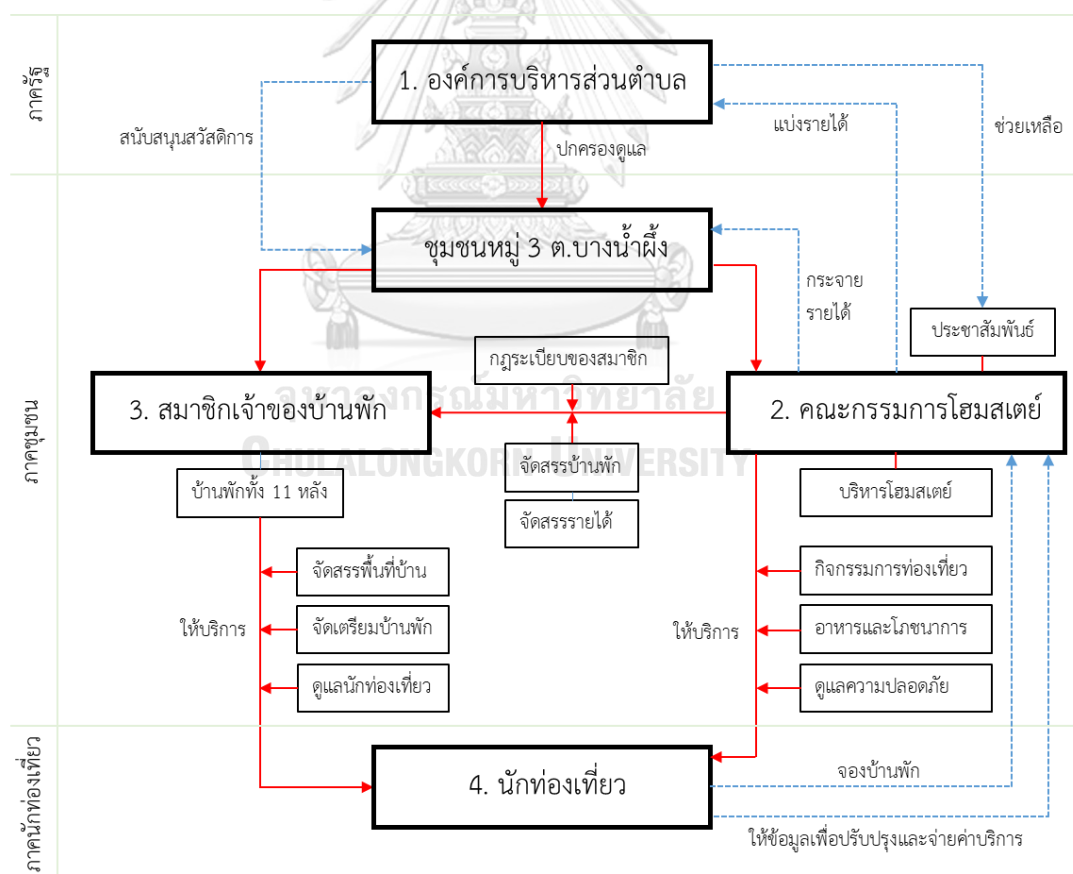 ภาครัฐ
1. องค์การบริหารส่วนตำบล
สนับสนุนสวัสดิการ
ปกครองดูแล
แบ่งรายได้
ช่วยเหลือ
ชุมชนหมู่ 3 ต.บางน้ำผึ้ง
กระจาย
รายได้
ประชาสัมพันธ์
กฎระเบียบของสมาชิก
ภาคชุมชน
3. สมาชิกเจ้าของบ้านพัก
2. คณะกรรมการโฮมสเตย์
จุฬาลงกรณ์มหาวิทยาลัย
CHULALONGKORN UNIVERSITY
บ้านพักทั้ง 11 หลัง
จัดสรรบ้านพัก
บริหารโฮมสเตย์
จัดสรรรายได้
จัดสรรพื้นที่บ้าน
กิจกรรมการท่องเที่ยว
ให้บริการ
จัดเตรียมบ้านพัก
ให้บริการ
อาหารและโภชนาการ
ดูแลนักท่องเที่ยว
ดูแลความปลอดภัย
ภาคนักท่องเที่ยว
4. นักท่องเที่ยว
จองบ้านพัก
ให้ข้อมูลเพื่อปรับปรุงและจ่ายค่าบริการ